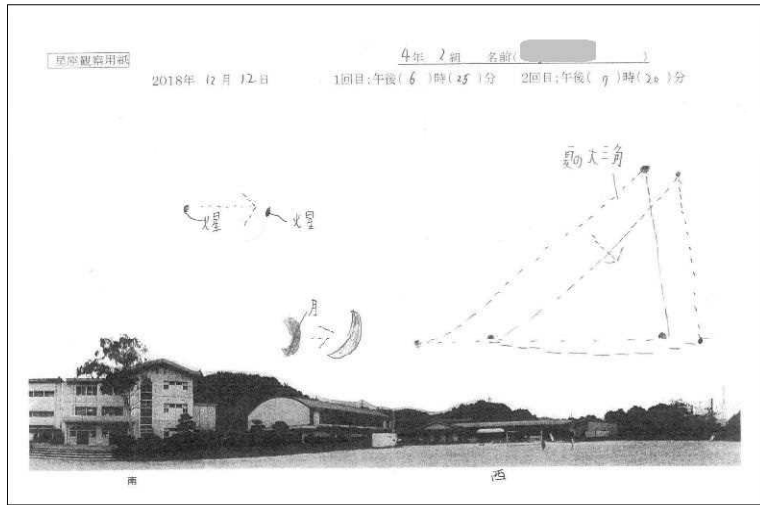 4年 2組 名前( )
星座観察用紙
2018年 12月 12日 1回目:午後( 6 )時( 25 )分 2回目:午後( 7 )時( 20 )分
夏の大三角
火星 火星
月
南 西